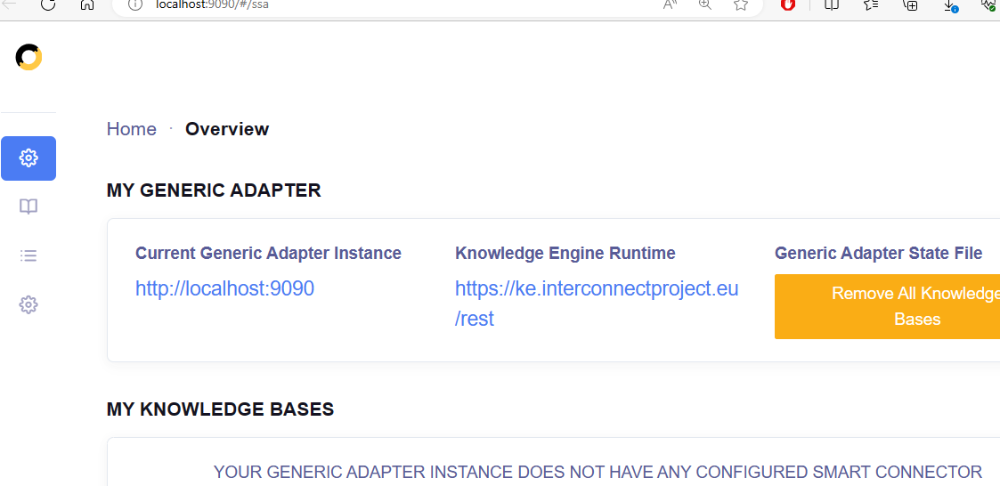 localhost:9090/#/ssa
Home · Overview
MY GENERIC ADAPTER
Current Generic Adapter Instance
http://localhost:9090
Knowledge Engine Runtime
https://ke.interconnectproject.eu
/rest
Generic Adapter State File
Remove All Knowledge
Bases
MY KNOWLEDGE BASES
YOUR GENERIC ADAPTER INSTANCE DOES NOT HAVE ANY CONFIGURED SMART CONNECTOR